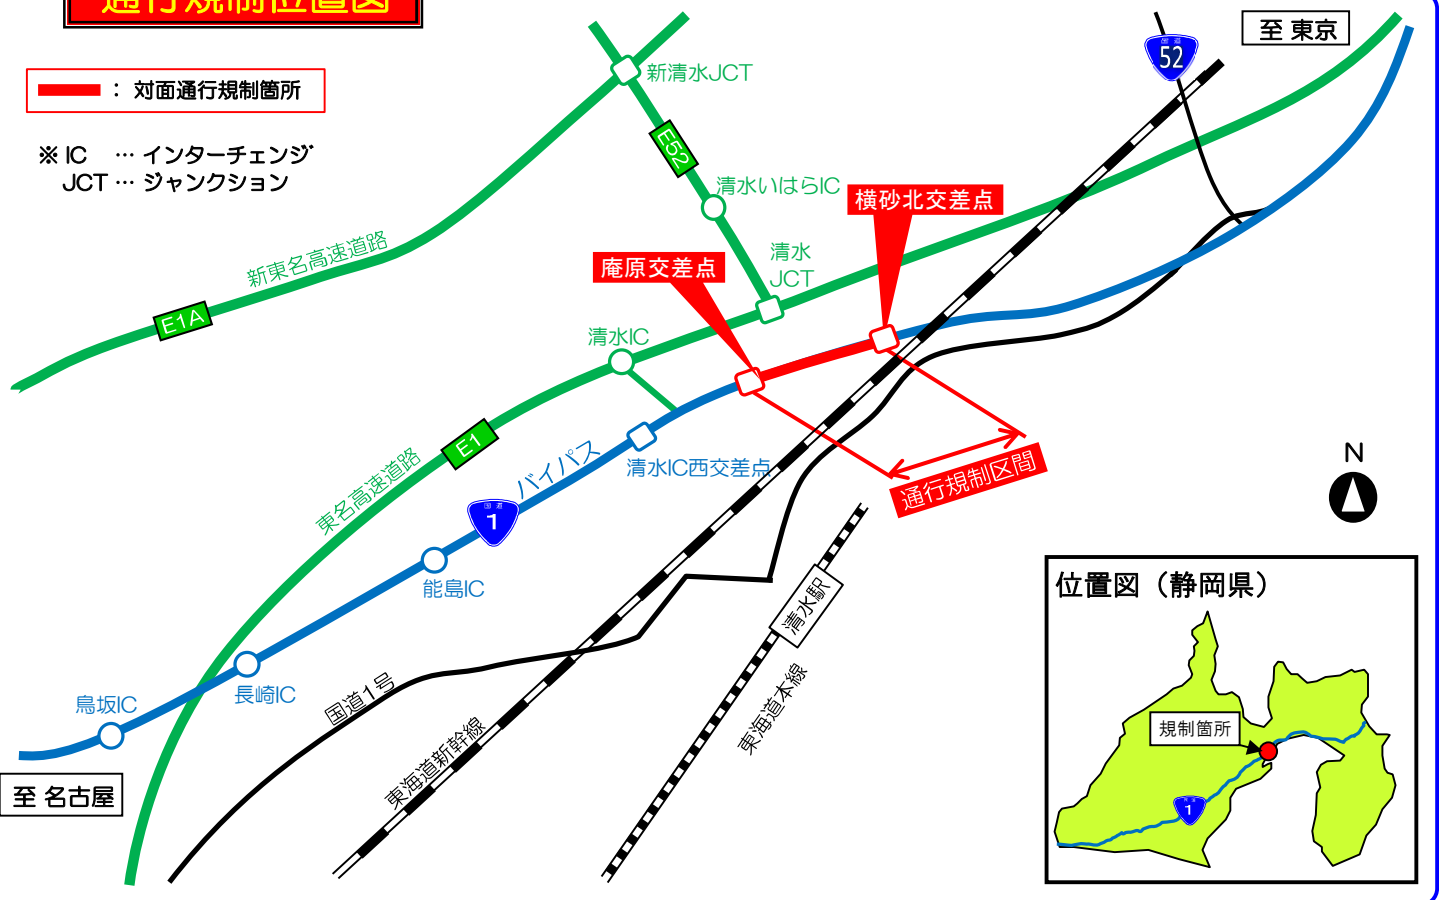 通行規制位置図
：対面通行規制箇所
※ IC … インターチェンジ
JCT … ジャンクション
至 東京
国道
52
新清水JCT
E52
清水いはらIC
横砂北交差点
新東名高速道路
清水
JCT
庵原交差点
E1A
清水IC
E1
バイパス
清水IC西交差点
通行規制区間
東名高速道路
国道
1
N
能島IC
清水駅
位置図（静岡県）
長崎IC
鳥坂IC
国道1号
東海道新幹線
東海道本線
規制箇所
至 名古屋
1